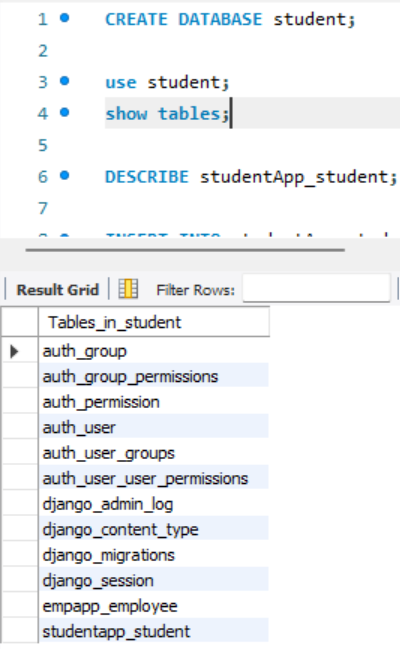 1 CREATE DATABASE student;
2
3 use student;
4 show tables;
5
6 DESCRIBE studentApp_student;
7
Result Grid Filter Rows:
Tables_in_student
auth_group
auth_group_permissions
auth_permission
auth_user
auth_user_groups
auth_user_user_permissions
django_admin_log
django_content_type
django_migrations
django_session
empapp_employee
studentapp_student